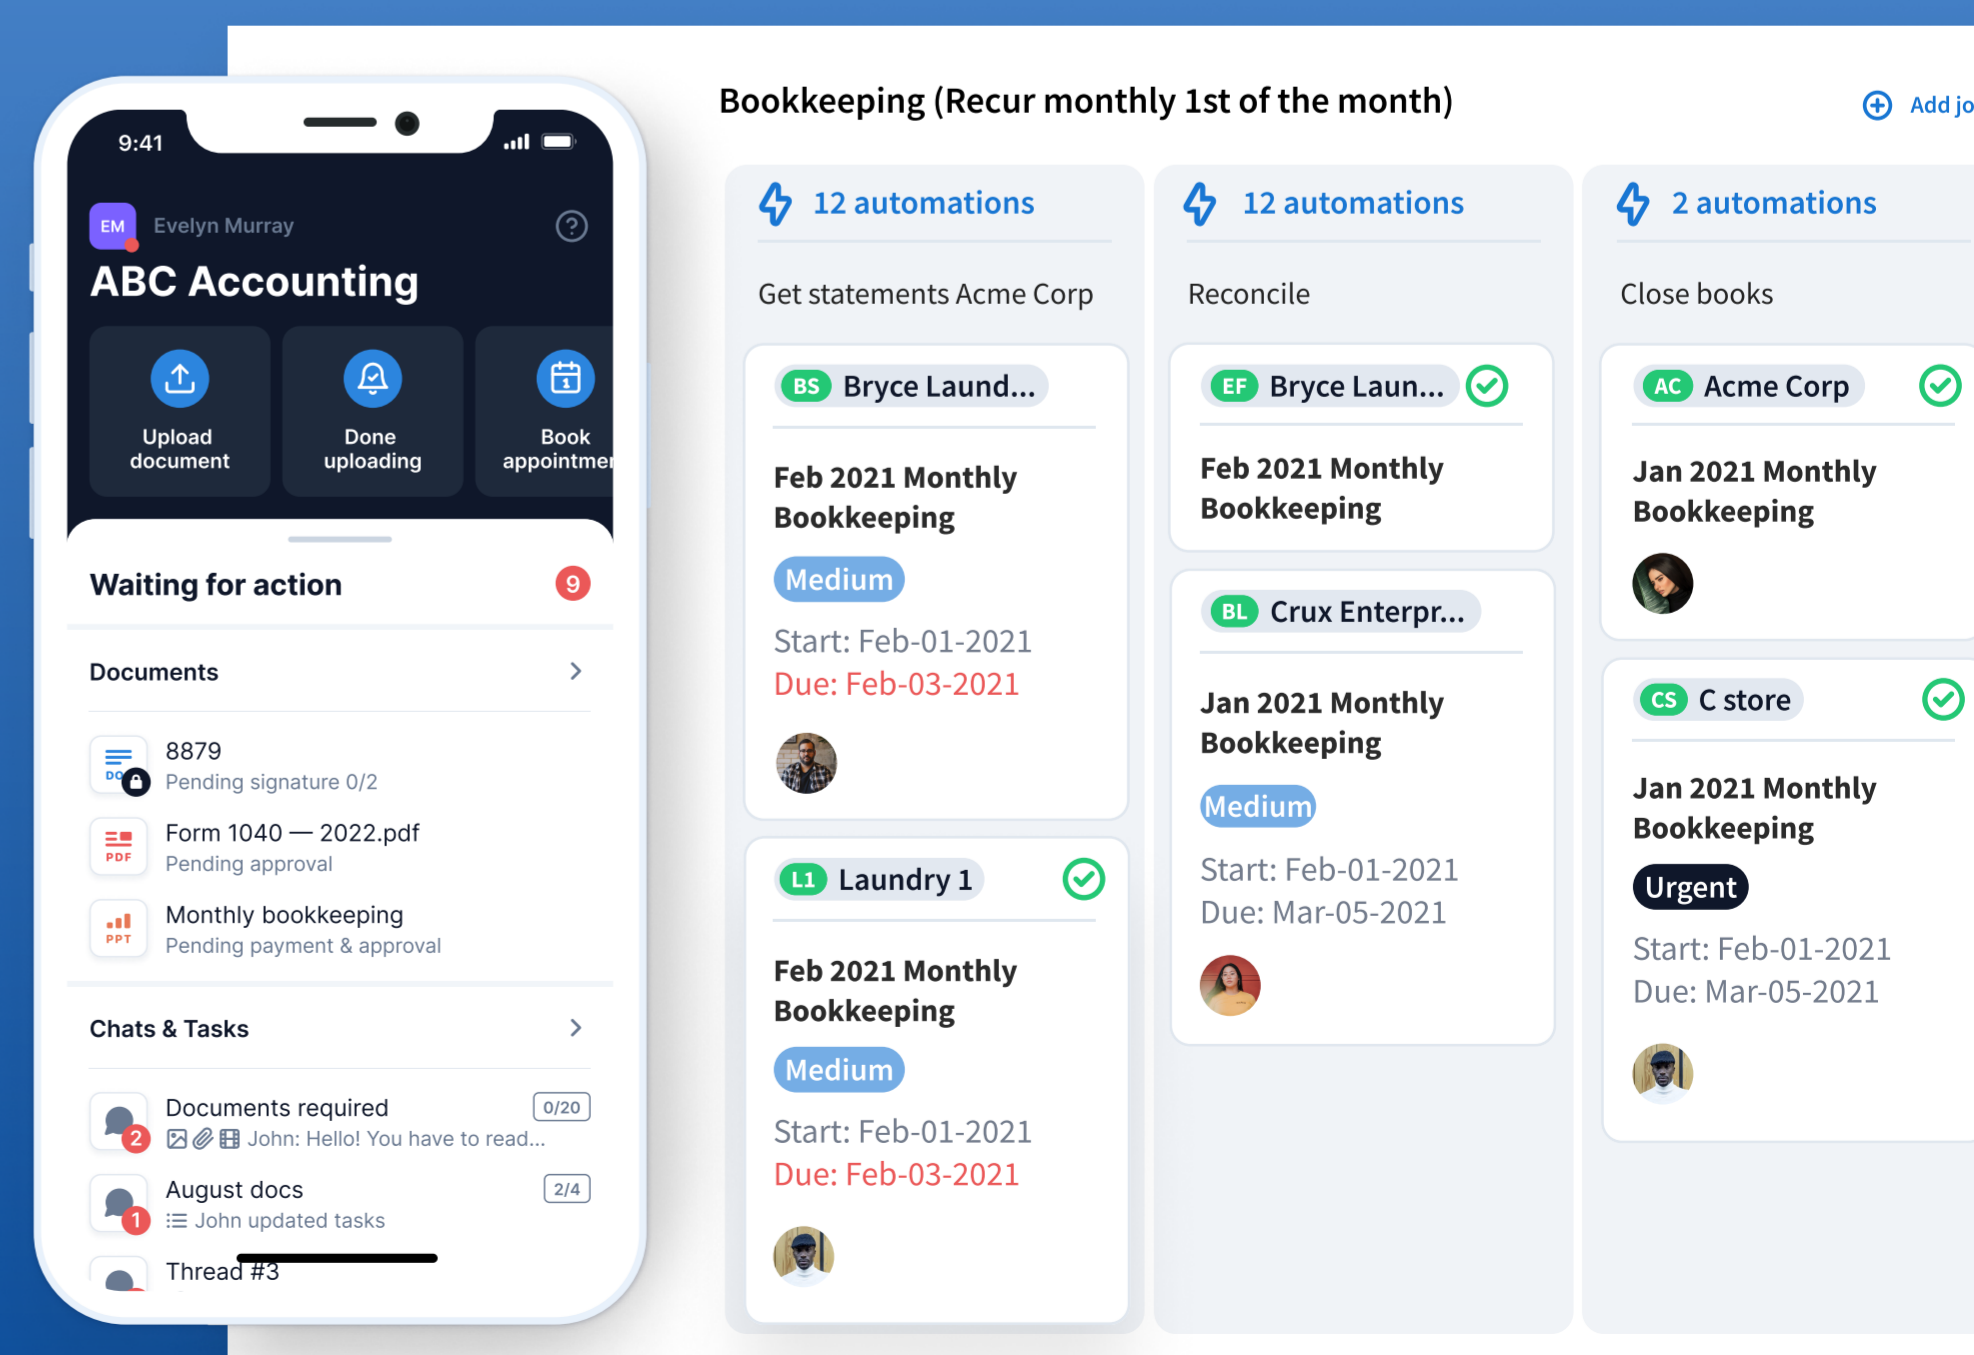 9:41
EM
Evelyn Murray
ABC Accounting
Upload
document
Done
uploading
Book
appointmen
Waiting for action
9
Documents
8879
Pending signature 0/2
PDF
Form 1040 — 2022.pdf
Pending approval
PPT
Monthly bookkeeping
Pending payment & approval
Chats & Tasks
Documents required
0/20
2
John: Hello! You have to read...
August docs
2/4
1
John updated tasks
Thread #3
Bookkeeping (Recur monthly 1st of the month)
Add jo
12 automations
Get statements Acme Corp
BS Bryce Laund...
Feb 2021 Monthly
Bookkeeping
Medium
Start: Feb-01-2021
Due: Feb-03-2021
L1 Laundry 1
Feb 2021 Monthly
Bookkeeping
Medium
Start: Feb-01-2021
Due: Feb-03-2021
12 automations
Reconcile
EF Bryce Laun...
Feb 2021 Monthly
Bookkeeping
BL Crux Enterpr...
Jan 2021 Monthly
Bookkeeping
Medium
Start: Feb-01-2021
Due: Mar-05-2021
2 automations
Close books
AC Acme Corp
Jan 2021 Monthly
Bookkeeping
CS C store
Jan 2021 Monthly
Bookkeeping
Urgent
Start: Feb-01-2021
Due: Mar-05-2021